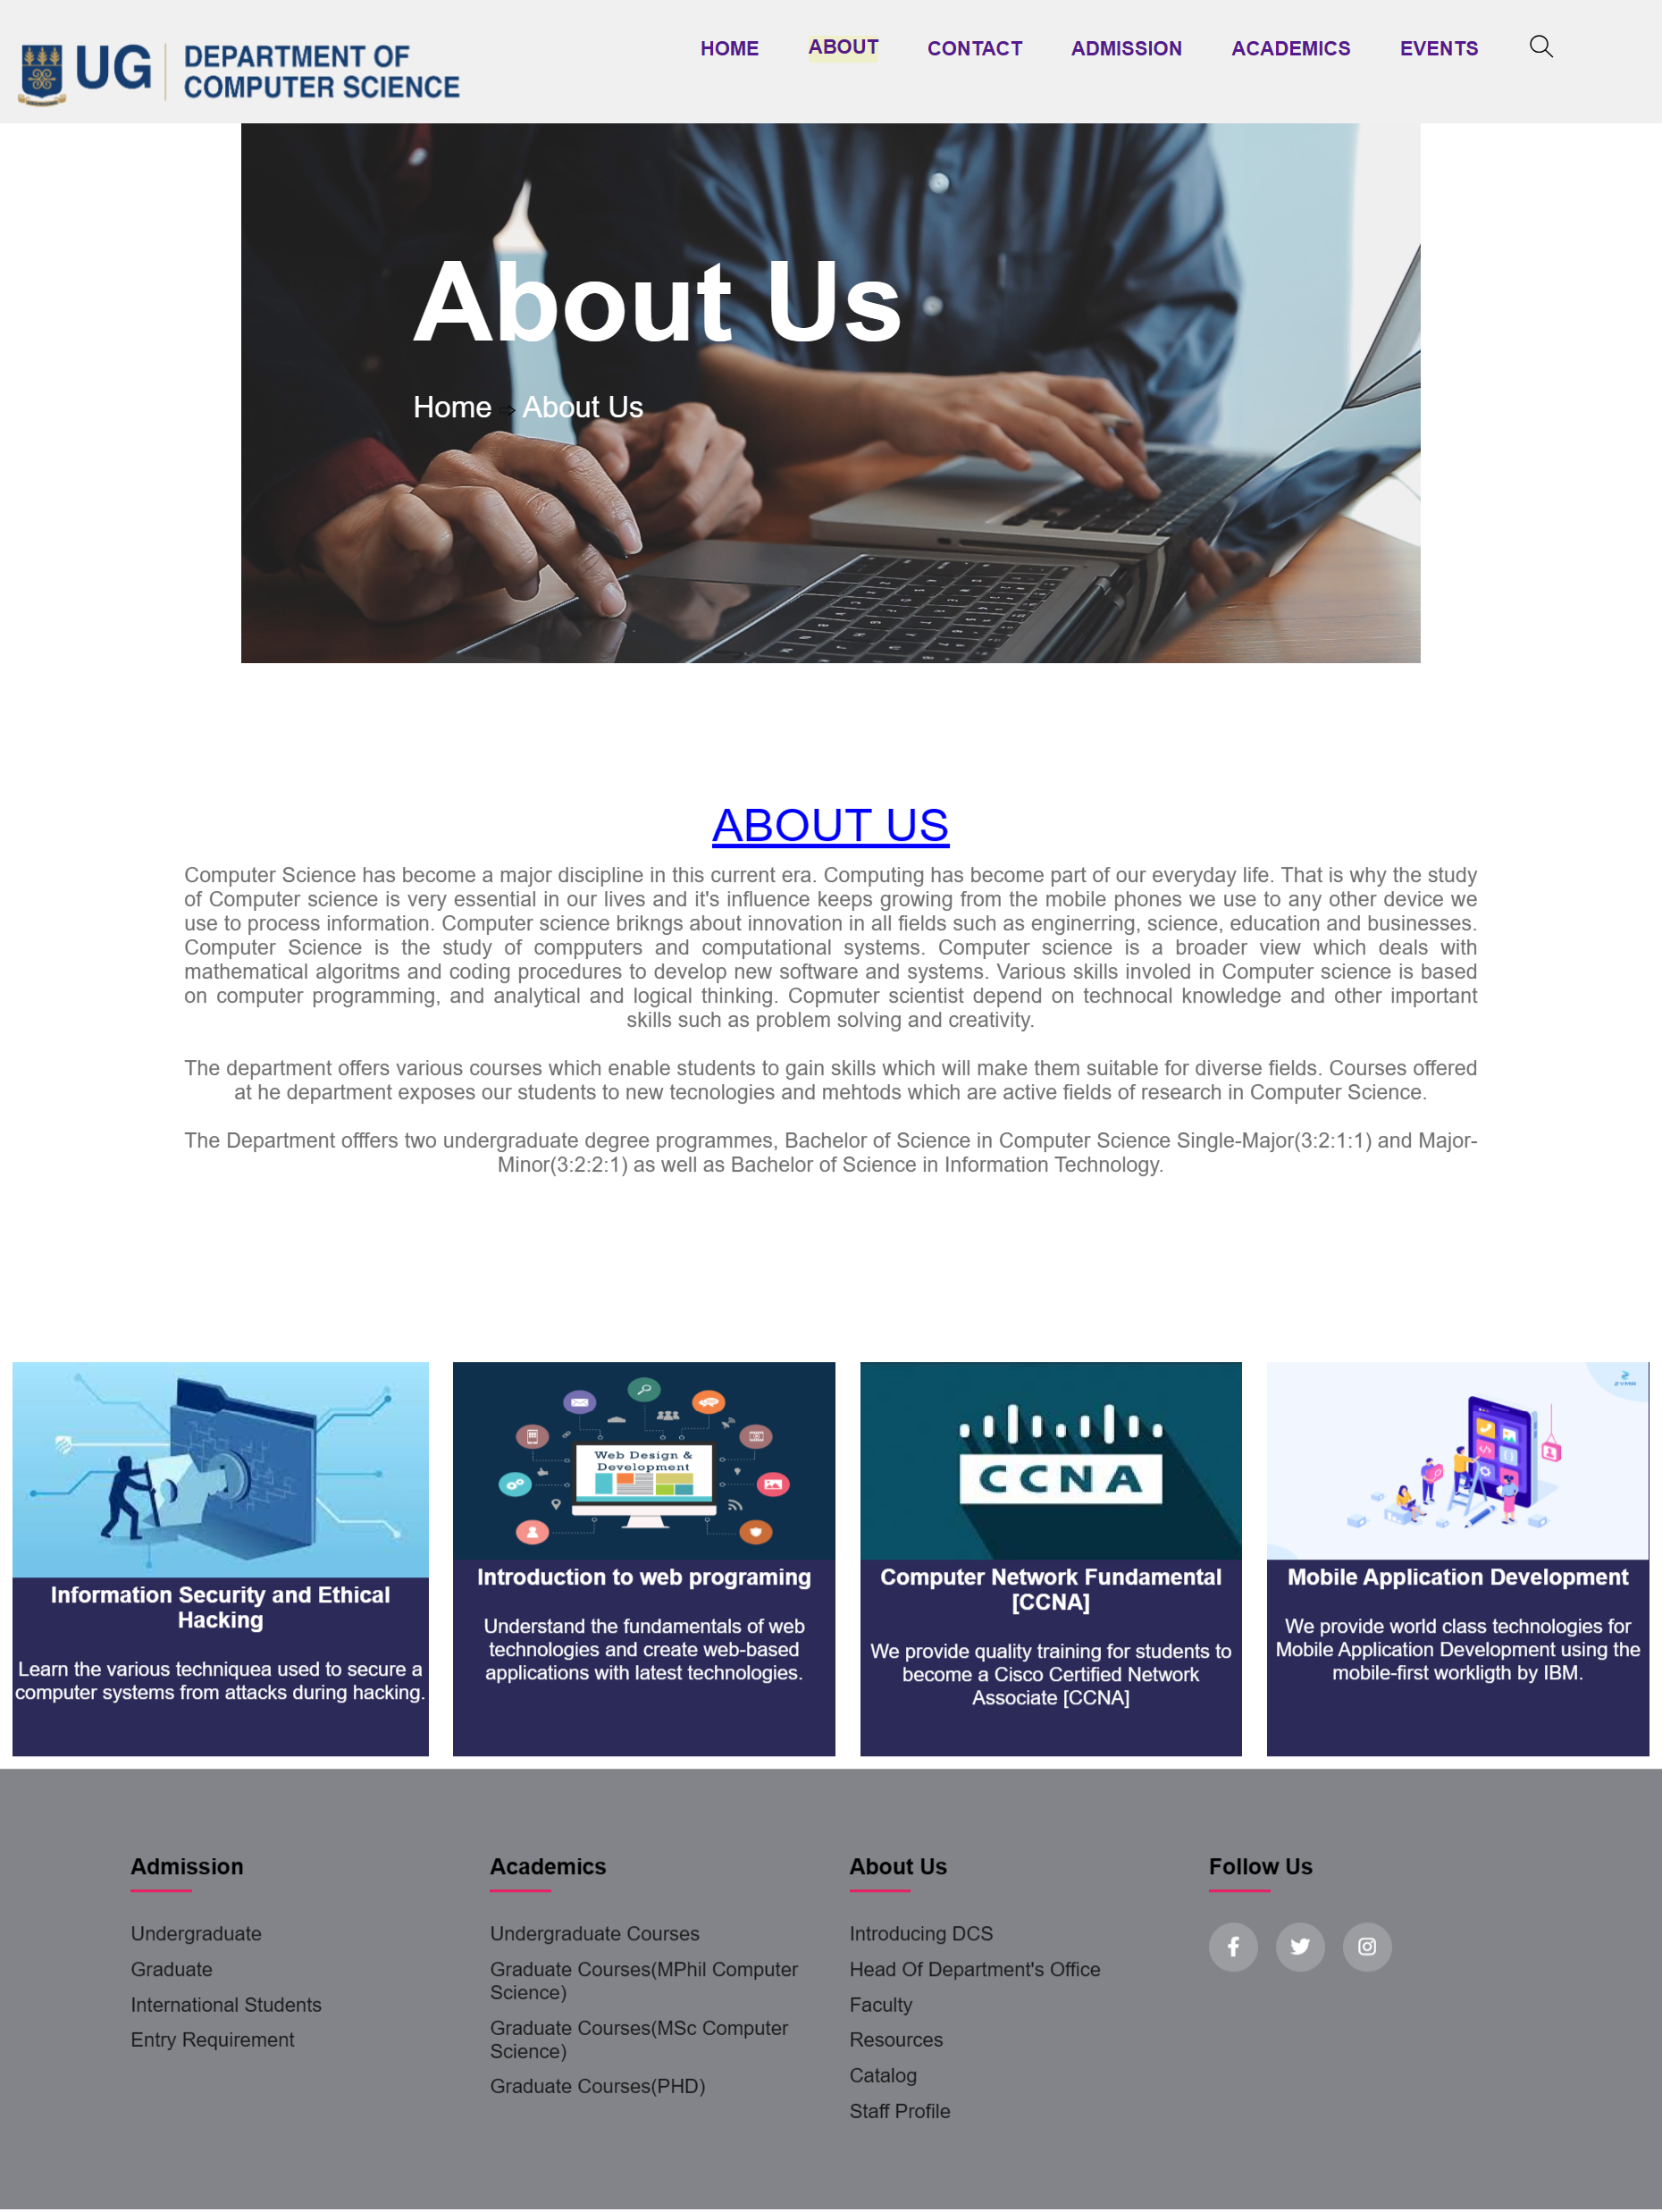 UG DEPARTMENT OF
COMPUTER SCIENCE
HOME ABOUT CONTACT ADMISSION ACADEMICS EVENTS
About Us
Home ➩ About Us
ABOUT US
Computer Science has become a major discipline in this current era. Computing has become part of our everyday life. That is why the study
of Computer science is very essential in our lives and it's influence keeps growing from the mobile phones we use to any other device we
use to process information. Computer science brikngs about innovation in all fields such as enginerring, science, education and businesses.
Computer Science is the study of compputers and computational systems. Computer science is a broader view which deals with
mathematical algoritms and coding procedures to develop new software and systems. Various skills involed in Computer science is based
on computer programming, and analytical and logical thinking. Copmuter scientist depend on technocal knowledge and other important
skills such as problem solving and creativity.
The department offers various courses which enable students to gain skills which will make them suitable for diverse fields. Courses offered
at he department exposes our students to new tecnologies and mehtods which are active fields of research in Computer Science.
The Department offfers two undergraduate degree programmes, Bachelor of Science in Computer Science Single-Major(3:2:1:1) and Major-
Minor(3:2:2:1) as well as Bachelor of Science in Information Technology.
Information Security and Ethical
Hacking
Learn the various techniquea used to secure a
computer systems from attacks during hacking.
Web Design &
Development
Introduction to web programing
Understand the fundamentals of web
technologies and create web-based
applications with latest technologies.
CCNA
Computer Network Fundamental
[CCNA]
We provide quality training for students to
become a Cisco Certified Network
Associate [CCNA]
ZYMR
Mobile Application Development
We provide world class technologies for
Mobile Application Development using the
mobile-first workligth by IBM.
Admission
Undergraduate
Graduate
International Students
Entry Requirement
Academics
Undergraduate Courses
Graduate Courses(MPhil Computer
Science)
Graduate Courses(MSc Computer
Science)
Graduate Courses(PHD)
About Us
Introducing DCS
Head Of Department's Office
Faculty
Resources
Catalog
Staff Profile
Follow Us